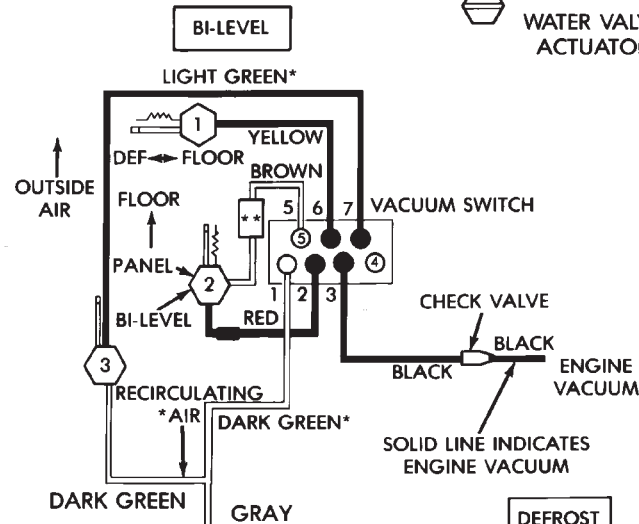 BI-LEVEL
WATER VAL
ACTUATO
LIGHT GREEN*
1
YELLOW
DEF
FLOOR
OUTSIDE
AIR
FLOOR
BROWN
**
5 6 7
VACUUM SWITCH
5
4
PANEL
2
1 2 3
BI-LEVEL
RED
CHECK VALVE
BLACK
BLACK
ENGINE
VACUUM
3
RECIRCULATING
*AIR
DARK GREEN*
SOLID LINE INDICATES
ENGINE VACUUM
DARK GREEN
GRAY
DEFROST